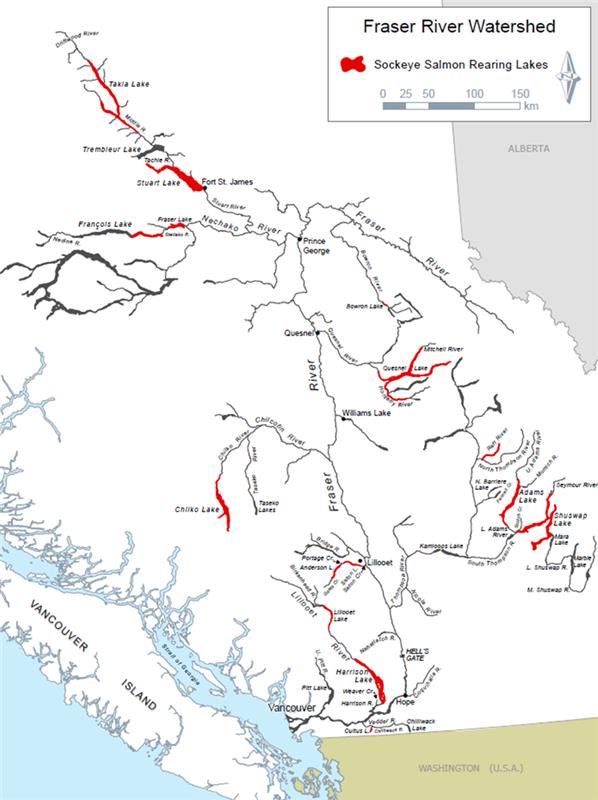 Fraser River Watershed
Sockeye Salmon Rearing Lakes
0 25 50 100 150
km
ALBERTA
Driftwood River
Takla Lake
Middle R.
Trembleur Lake
Tachie R.
Stuart Lake
Fort St. James
Stuart River
François Lake
Fraser Lake
Stellako R.
Nechako River
Nadina R.
Fraser River
Prince
George
Bowron River
Bowron Lake
Quesnel
Quesnel River
Mitchell River
Quesnel Lake
Horsefly River
River
Williams Lake
Chilcotin River
Chilko River
Taseko River
Taseko
Lakes
Chilko Lake
Fraser
Raft River
North Thompson River
U. Adams River
Momich R.
N. Barriere
Lake
Fennell Cr.
Adams
Lake
Seymour River
Shuswap
Lake
L. Adams
River
Mara
Lake
Mabel
Lake
Kamloops Lake
South Thompson R.
L. Shuswap R.
M. Shuswap R.
Bridge R.
Portage Cr.
Anderson L.
Gates Cr.
Seton L.
Seton Cr.
Lillooet
Birkenhead R.
Lillooet
Lillooet
Lake
River
Thompson River
Nicola River
Nahatlatch R.
HELL'S
GATE
Harrison
Lake
Coquihalla R.
U. Pitt R.
Pitt Lake
Weaver Cr.
Harrison R.
Hope
Vancouver
Vedder R.
Chilliwack
Lake
Cultus L.
Chilliwack R.
VANCOUVER
ISLAND
Strait of Georgia
WASHINGTON (U.S.A.)